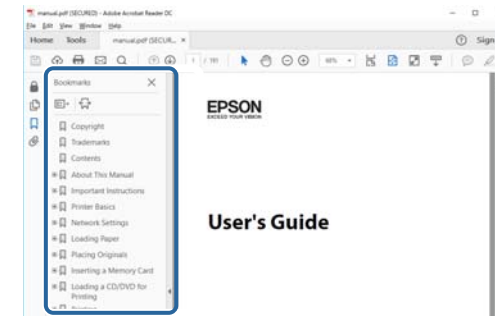 manual.pdf (SECURED) - Adobe Acrobat Reader DC
File Edit View Window Help
Home Tools manual.pdf (SECUR... × Sign
1 / 191
Bookmarks
Copyright
Trademarks
Contents
About This Manual
Important Instructions
Printer Basics
Network Settings
Loading Paper
Placing Originals
Inserting a Memory Card
Loading a CD/DVD for
Printing
EPSON
EXCEED YOUR VISION
User's Guide